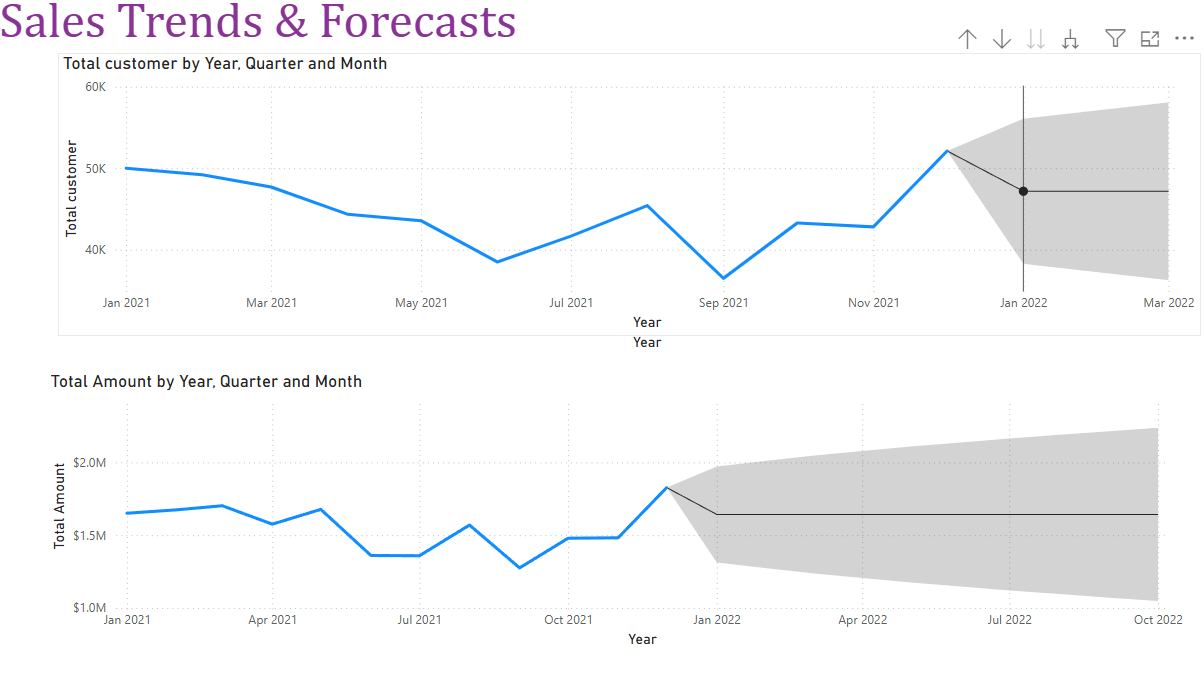 Sales Trends & Forecasts
Total customer by Year, Quarter and Month
60K
50K
40K
Total customer
Jan 2021 Mar 2021 May 2021 Jul 2021 Sep 2021 Nov 2021 Jan 2022 Mar 2022
Year
Year
Total Amount by Year, Quarter and Month
$2.0M
$1.5M
$1.0M
Total Amount
Jan 2021 Apr 2021 Jul 2021 Oct 2021 Jan 2022 Apr 2022 Jul 2022 Oct 2022
Year